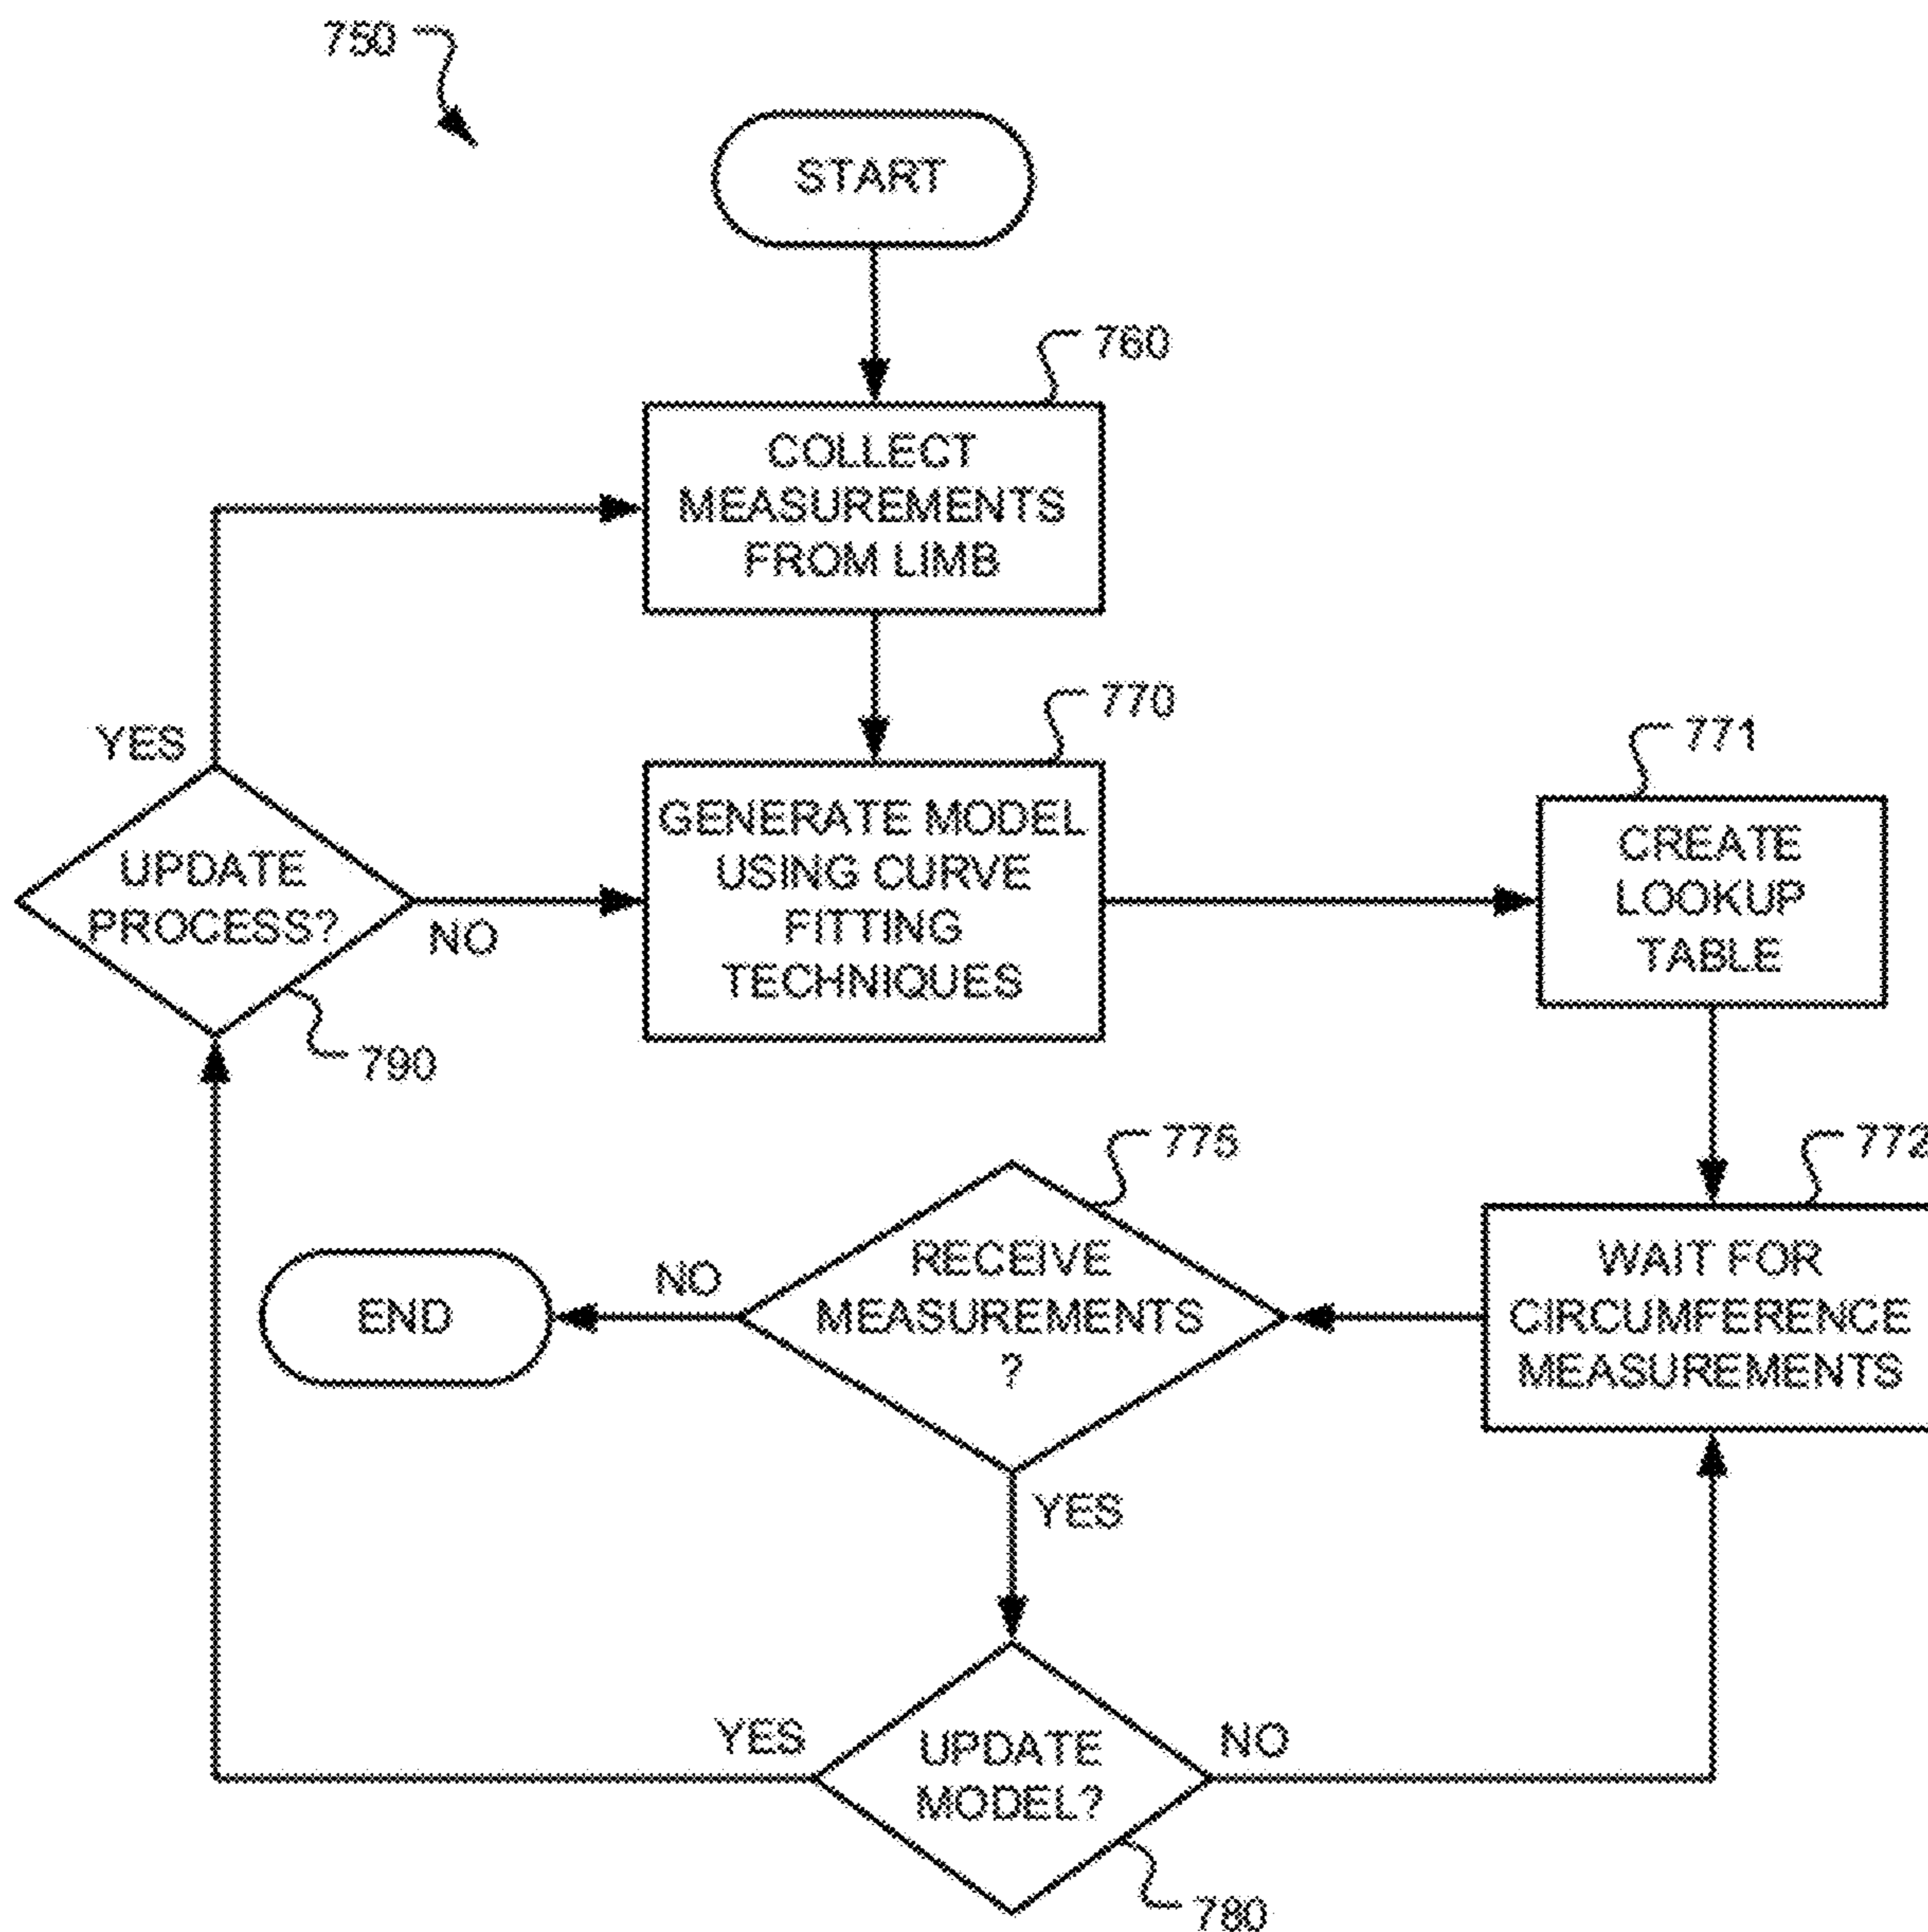 750
START
760
COLLECT
MEASUREMENTS
FROM LIMB
770
771
YES
GENERATE MODEL
USING CURVE
FITTING
TECHNIQUES
CREATE
LOOKUP
TABLE
UPDATE
PROCESS?
NO
790
775
772
RECEIVE
MEASUREMENTS
?
WAIT FOR
CIRCUMFERENCE
MEASUREMENTS
NO
END
YES
YES
UPDATE
MODEL?
NO
780